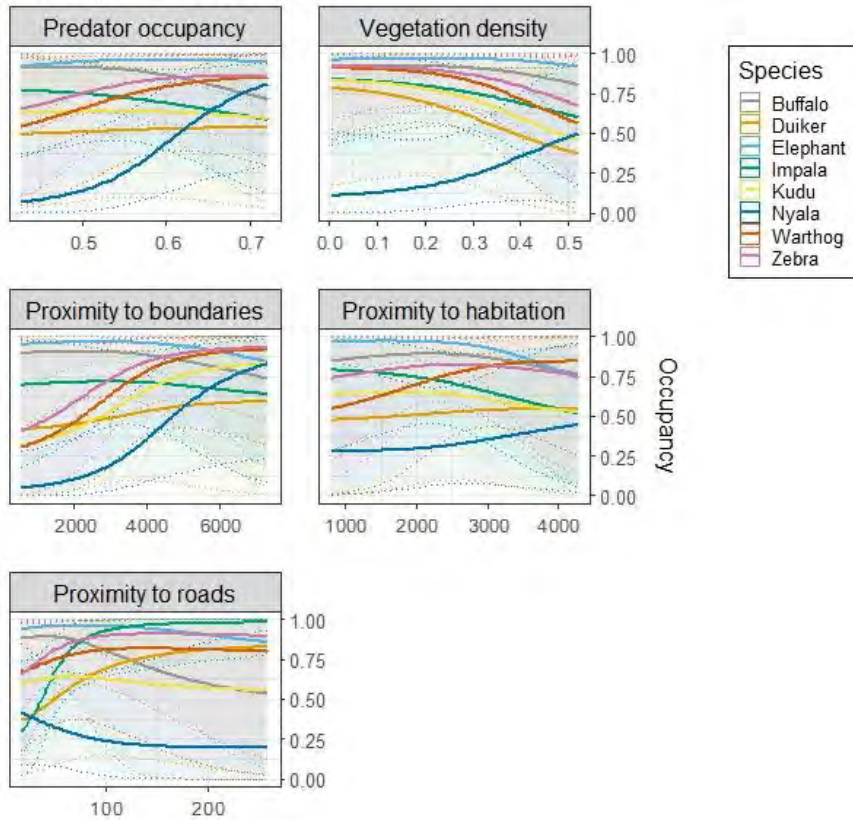 Predator occupancy
Vegetation density
1.00
0.75
0.50
0.25
0.00
0.5 0.6 0.7
0.0 0.1 0.2 0.3 0.4 0.5
Species
Buffalo
Duiker
Elephant
Impala
Kudu
Nyala
Warthog
Zebra
Proximity to boundaries
Proximity to habitation
1.00
0.75
0.50
0.25
0.00
2000 4000 6000
1000 2000 3000 4000
Occupancy
Proximity to roads
1.00
0.75
0.50
0.25
0.00
100 200